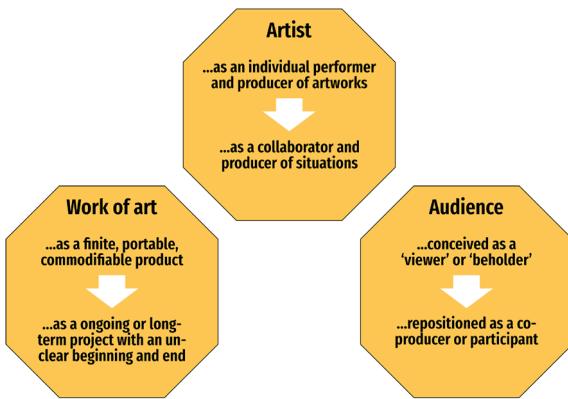 Artist
...as an individual performer
and producer of artworks
...as a collaborator and
producer of situations
Work of art
...as a finite, portable,
commodifiable product
...as a ongoing or long-
term project with an un-
clear beginning and end
Audience
...conceived as a
‘viewer’ or ‘beholder’
...repositioned as a co-
producer or participant